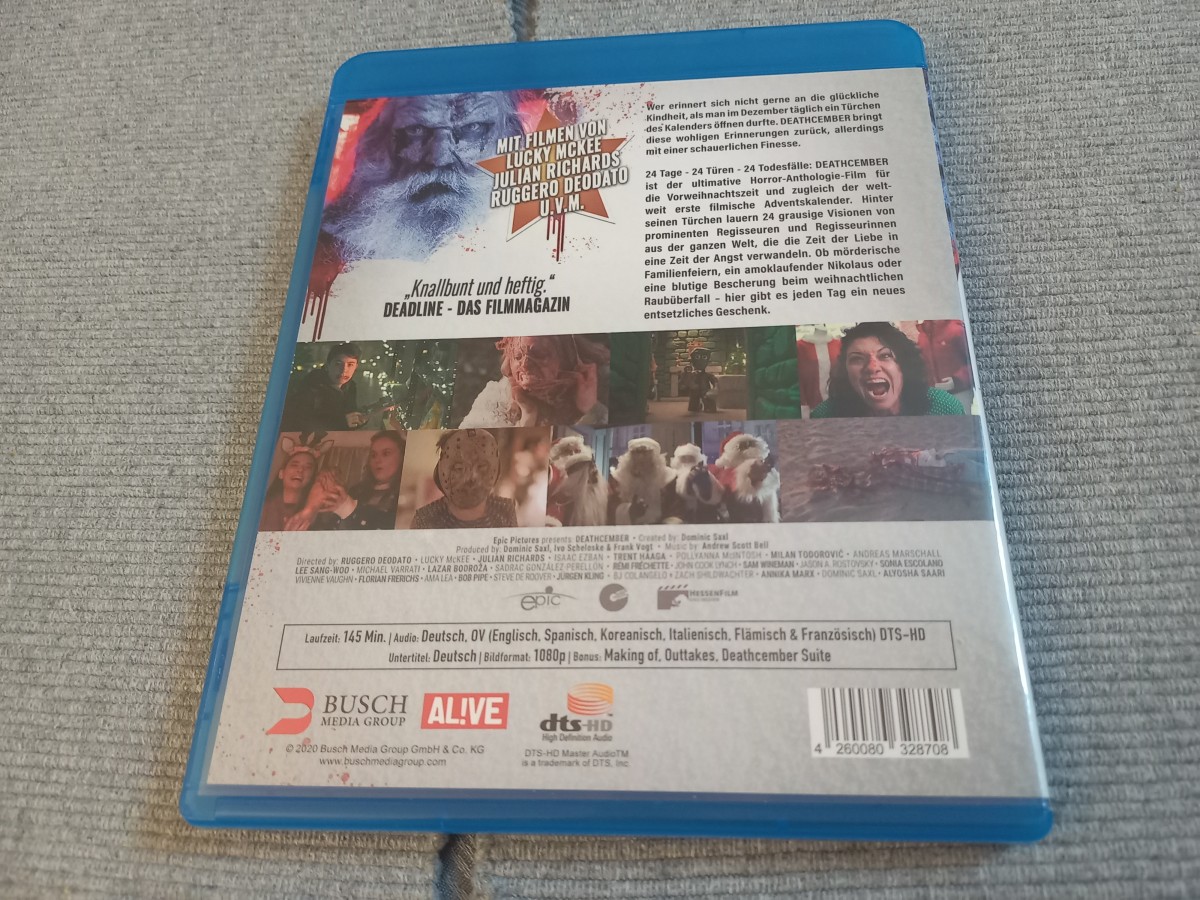 MIT FILMEN VON
LUCKY MCKEE
JULIAN RICHARDS
RUGGERO DEODATO
U.V.M.
„Knallbunt und heftig.“
DEADLINE - DAS FILMMAGAZIN
Wer erinnert sich nicht gerne an die glückliche
Kindheit, als man im Dezember täglich ein Türchen
des Kalenders öffnen durfte. DEATHCEMBER bringt
diese wohligen Erinnerungen zurück, allerdings
mit einer schauerlichen Finesse.
24 Tage - 24 Türen - 24 Todesfälle: DEATHCEMBER
ist der ultimative Horror-Anthologie-Film für
die Vorweihnachtszeit und zugleich der welt-
weit erste filmische Adventskalender. Hinter
seinen Türchen lauern 24 grausige Visionen von
prominenten Regisseuren und Regisseurinnen
aus der ganzen Welt, die die Zeit der Liebe in
eine Zeit der Angst verwandeln. Ob mörderische
Familienfeiern, ein amoklaufender Nikolaus oder
eine blutige Bescherung beim weihnachtlichen
Raubüberfall – hier gibt es jeden Tag ein neues
entsetzliches Geschenk.
Epic Pictures presents: DEATHCEMBER • Created by: Dominic Saxl
Produced by: Dominic Saxl, Ivo Scheloske & Frank Vogt • Music by Andrew Scott Bell
Directed by: RUGGERO DEODATO • LUCKY McKEE • JULIAN RICHARDS • ISAAC EZBAN • TRENT HAAGA • POLLYANNA McINTOSH • MILAN TODOROVIĆ • ANDREAS MARSCHALL
LEE SANG-WOO • MICHAEL VARRATI • LAZAR BODROŽA • SADRAC GONZÁLEZ-PERELLÓN • RÉMI FRÉCHETTE • JOHN COOK LYNCH • SAM WINEMAN • JASON A. ROSTOVSKY • SONIA ESCOLANO
VIVIENNE VAUGHN • FLORIAN FRERICHS • AMA LEA • BOB PIPE • STEVE DE ROOVER • JÜRGEN KLING • BJ COLANGELO • ZACH SHILDWACHTER • ANNIKA MARX • DOMINIC SAXL • ALYOSHA SAARI
epic
HESSENFILM
Laufzeit: 145 Min. | Audio: Deutsch, OV (Englisch, Spanisch, Koreanisch, Italienisch, Flämisch & Französisch) DTS-HD
Untertitel: Deutsch | Bildformat: 1080p | Bonus: Making of, Outtakes, Deathcember Suite
BUSCH
MEDIA GROUP
AL!VE
dts-HD
High Definition Audio
© 2020 Busch Media Group GmbH & Co. KG
www.buschmediagroup.com
DTS-HD Master Audio™
is a trademark of DTS, Inc
4 260080 328708